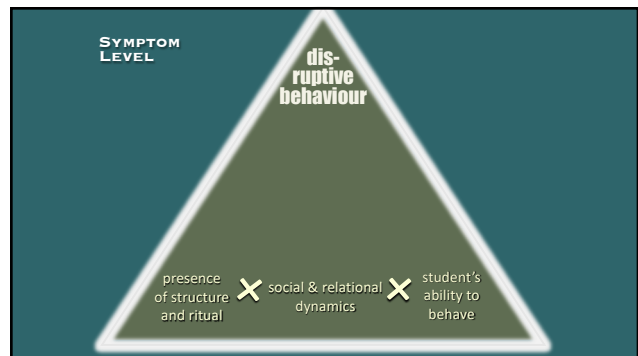 SYMPTOM
LEVEL
dis-
ruptive
behaviour
presence
of structure
and ritual
social & relational
dynamics
student's
ability to
behave